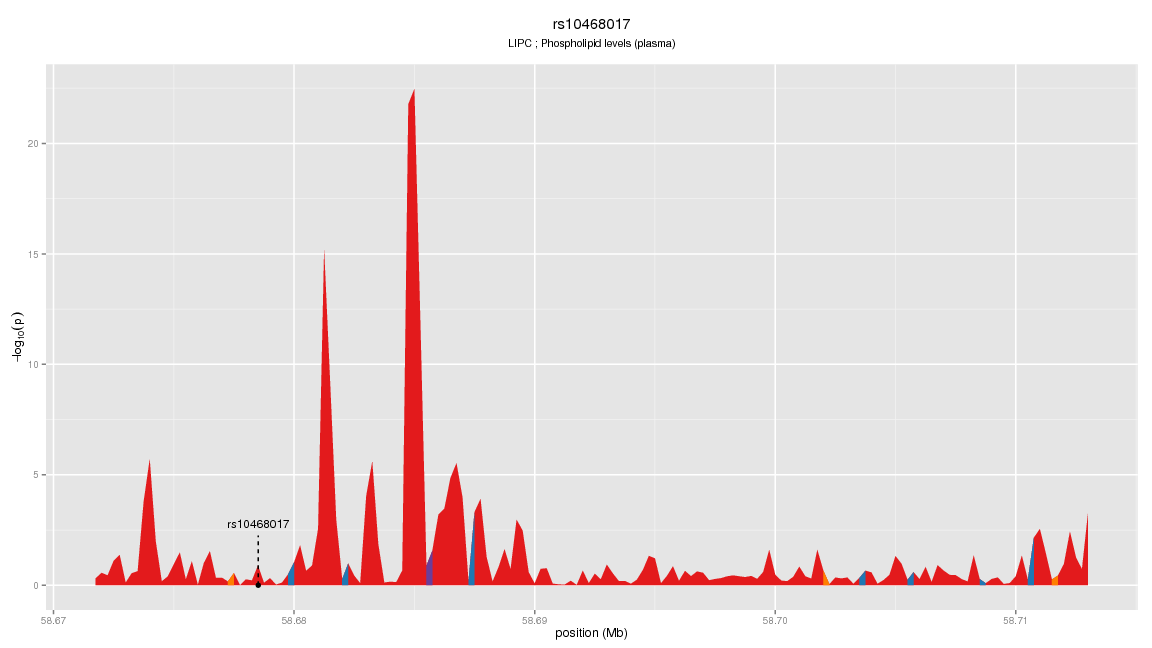 rs10468017
LIPC ; Phospholipid levels (plasma)
−log10(p)
20
15
10
5
0
rs10468017
58.67
58.68
58.69
58.70
58.71
position (Mb)